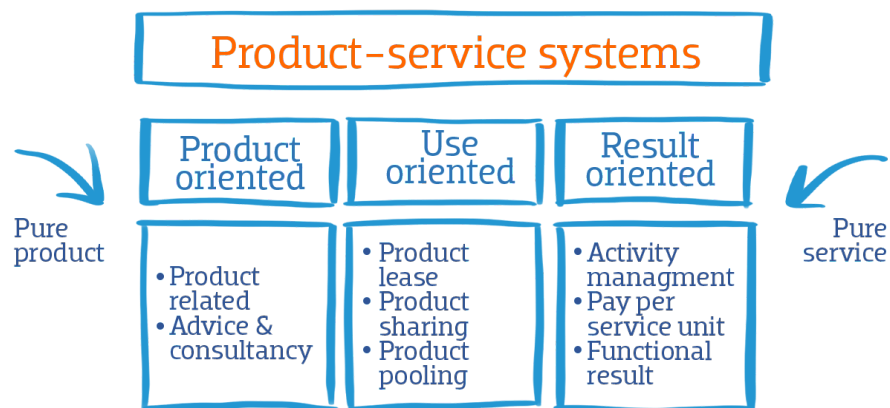 Product-service systems
Product
oriented
Use
oriented
Result
oriented
Pure
product
Pure
service
• Product
related
• Advice &
consultancy
• Product
lease
• Product
sharing
• Product
pooling
• Activity
managment
• Pay per
service unit
• Functional
result